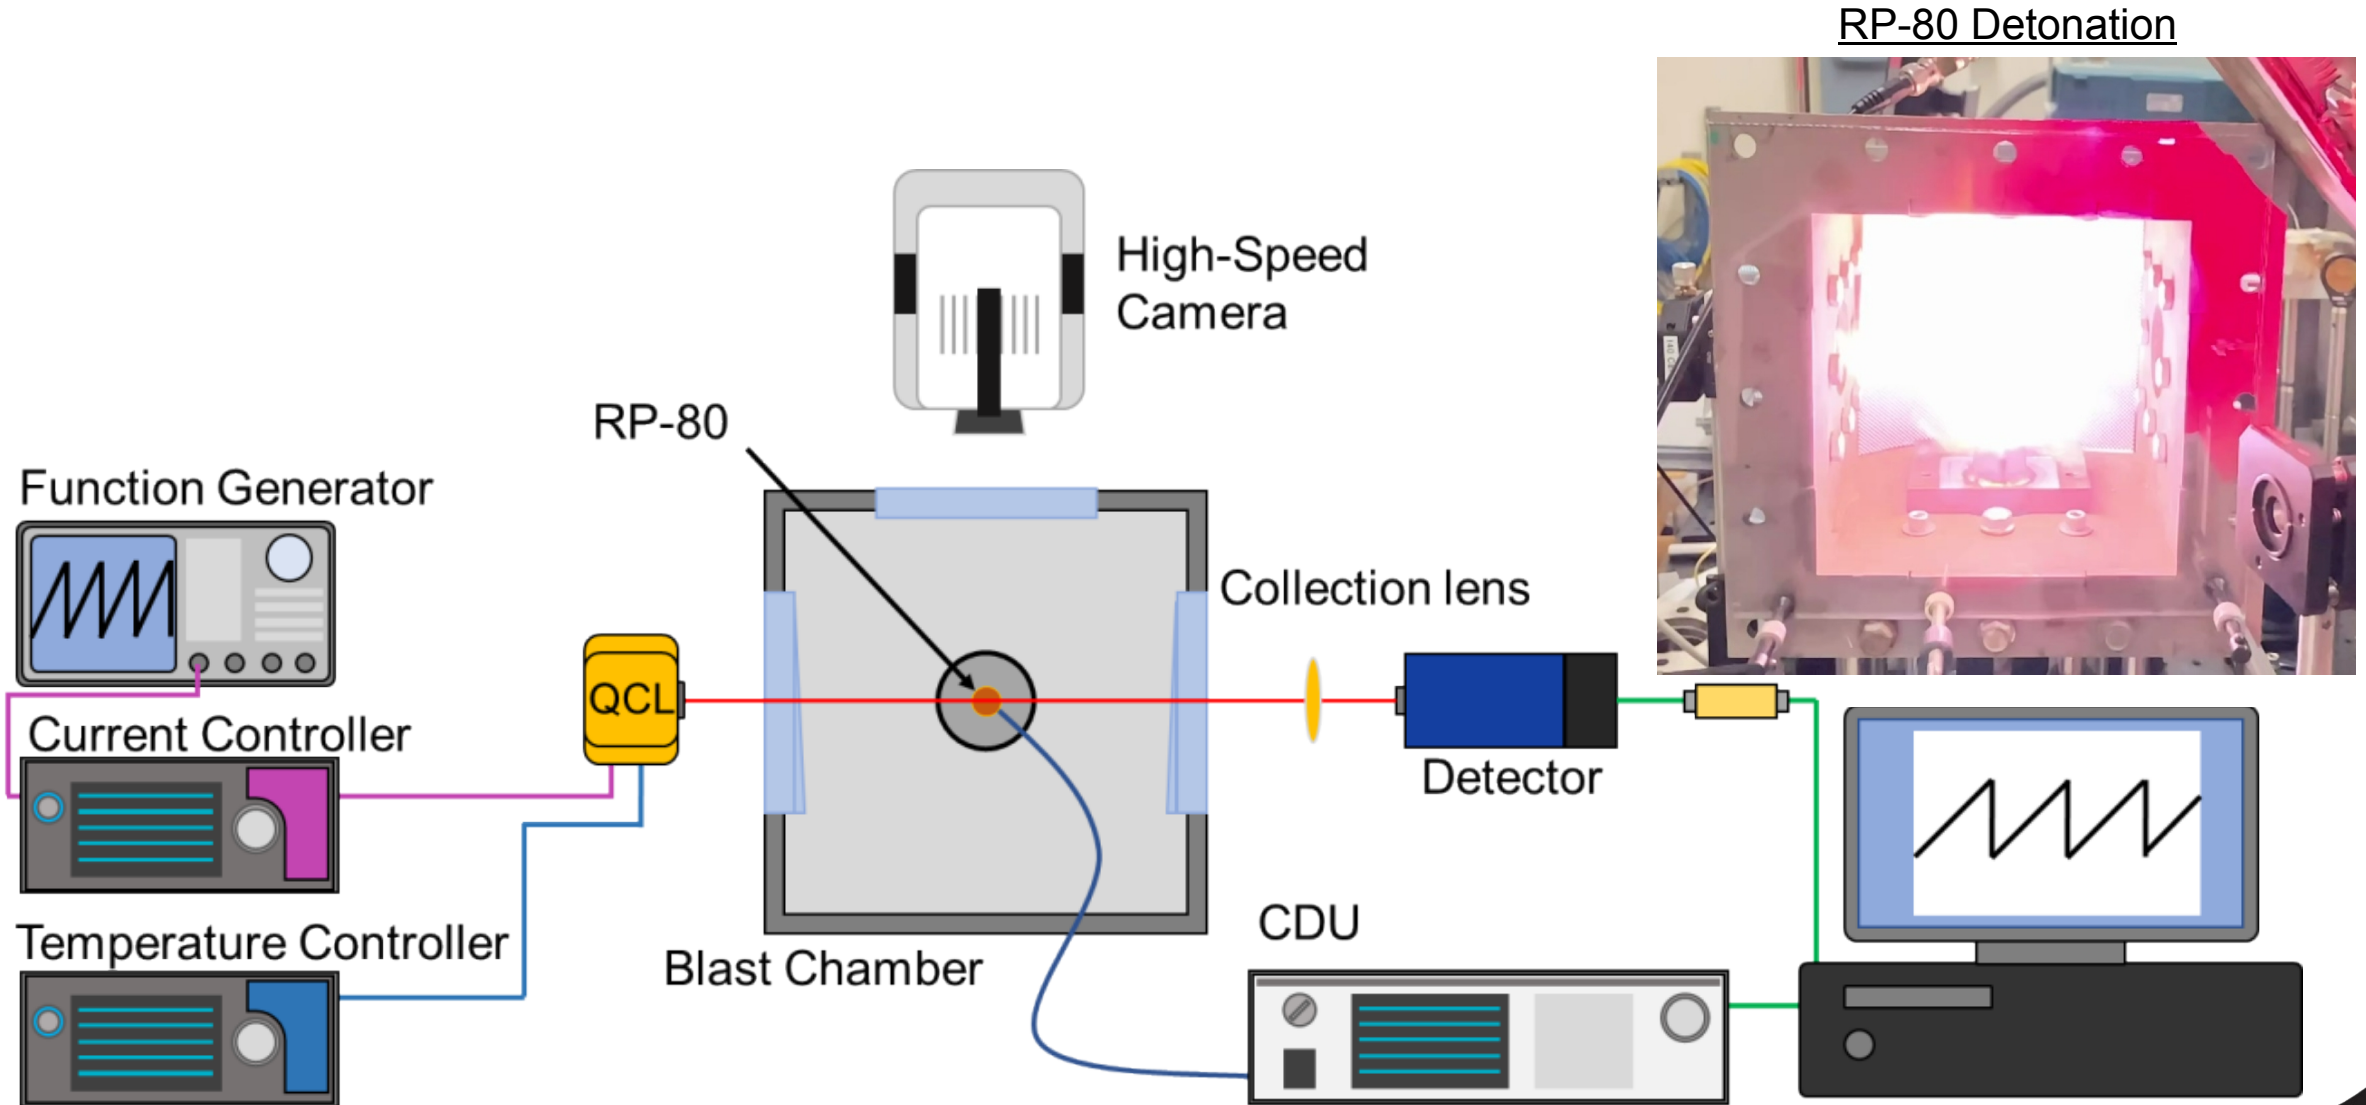 RP-80 Detonation
High-Speed
Camera
RP-80
Function Generator
Collection lens
QCL
Current Controller
Detector
CDU
Temperature Controller
Blast Chamber